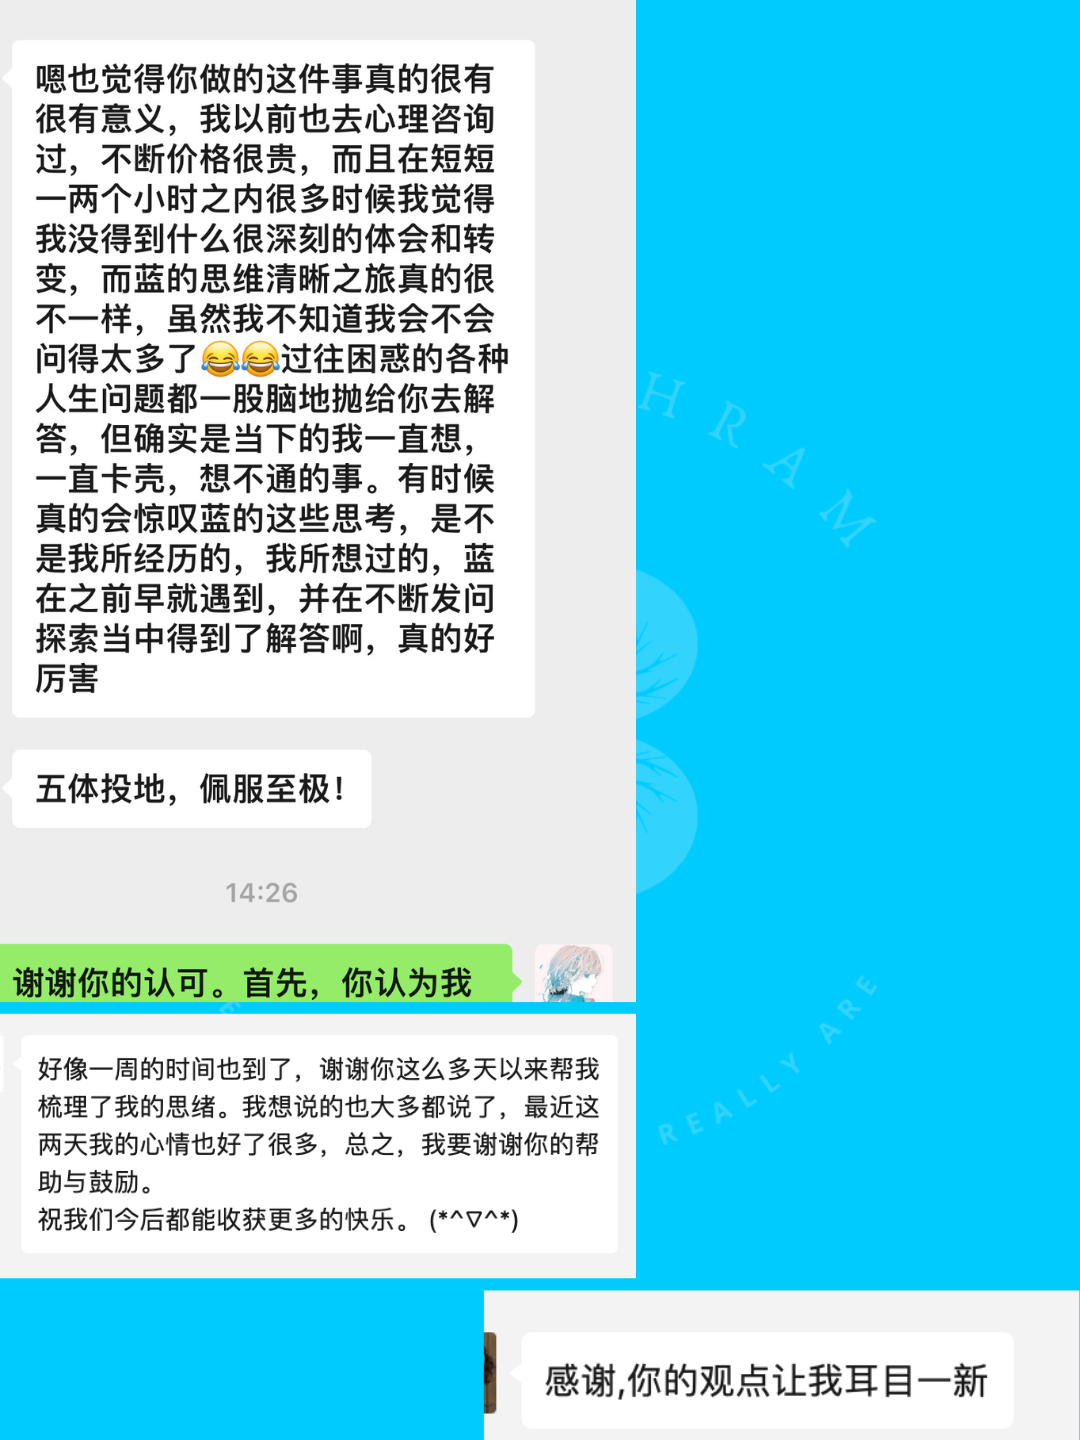 嗯也觉得你做的这件事真的很有
很有意义，我以前也去心理咨询
过，不断价格很贵，而且在短短
一两个小时之内很多时候我觉得
我没得到什么很深刻的体会和转
变，而蓝的思维清晰之旅真的很
不一样，虽然我不知道我会不会
问得太多了😂😂过往困惑的各种
人生问题都一股脑地抛给你去解
答，但确实是当下的我一直想，
一直卡壳，想不通的事。有时候
真的会惊叹蓝的这些思考，是不
是我所经历的，我所想过的，蓝
在之前早就遇到，并在不断发问
探索当中得到了解答啊，真的好
厉害
五体投地，佩服至极！
14:26
谢谢你的认可。首先，你认为我
HRAM
REALLY ARE
好像一周的时间也到了，谢谢你这么多天以来帮我
梳理了我的思绪。我想说的也大多都说了，最近这
两天我的心情也好了很多，总之，我要谢谢你的帮
助与鼓励。
祝我们今后都能收获更多的快乐。(*^▽^*)
感谢,你的观点让我耳目一新